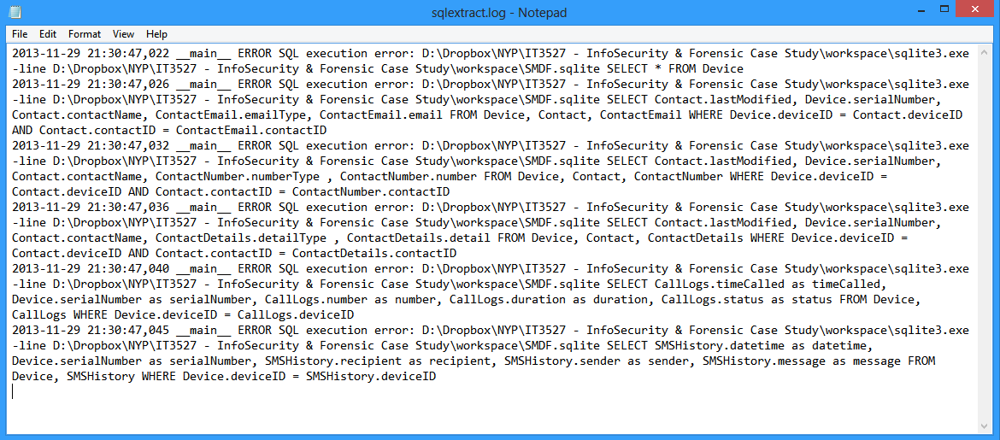 sqlextract.log - Notepad
File Edit Format View Help
2013-11-29 21:30:47,022 __main__ ERROR SQL execution error: D:\Dropbox\NYP\IT3527 - InfoSecurity & Forensic Case Study\workspace\sqlite3.exe
-line D:\Dropbox\NYP\IT3527 - InfoSecurity & Forensic Case Study\workspace\SMDF.sqlite SELECT * FROM Device
2013-11-29 21:30:47,026 __main__ ERROR SQL execution error: D:\Dropbox\NYP\IT3527 - InfoSecurity & Forensic Case Study\workspace\sqlite3.exe
-line D:\Dropbox\NYP\IT3527 - InfoSecurity & Forensic Case Study\workspace\SMDF.sqlite SELECT Contact.lastModified, Device.serialNumber,
Contact.contactName, ContactEmail.emailType, ContactEmail.email FROM Device, Contact, ContactEmail WHERE Device.deviceID = Contact.deviceID
AND Contact.contactID = ContactEmail.contactID
2013-11-29 21:30:47,032 __main__ ERROR SQL execution error: D:\Dropbox\NYP\IT3527 - InfoSecurity & Forensic Case Study\workspace\sqlite3.exe
-line D:\Dropbox\NYP\IT3527 - InfoSecurity & Forensic Case Study\workspace\SMDF.sqlite SELECT Contact.lastModified, Device.serialNumber,
Contact.contactName, ContactNumber.numberType , ContactNumber.number FROM Device, Contact, ContactNumber WHERE Device.deviceID =
Contact.deviceID AND Contact.contactID = ContactNumber.contactID
2013-11-29 21:30:47,036 __main__ ERROR SQL execution error: D:\Dropbox\NYP\IT3527 - InfoSecurity & Forensic Case Study\workspace\sqlite3.exe
-line D:\Dropbox\NYP\IT3527 - InfoSecurity & Forensic Case Study\workspace\SMDF.sqlite SELECT Contact.lastModified, Device.serialNumber,
Contact.contactName, ContactDetails.detailType , ContactDetails.detail FROM Device, Contact, ContactDetails WHERE Device.deviceID =
Contact.deviceID AND Contact.contactID = ContactDetails.contactID
2013-11-29 21:30:47,040 __main__ ERROR SQL execution error: D:\Dropbox\NYP\IT3527 - InfoSecurity & Forensic Case Study\workspace\sqlite3.exe
-line D:\Dropbox\NYP\IT3527 - InfoSecurity & Forensic Case Study\workspace\SMDF.sqlite SELECT CallLogs.timeCalled as timeCalled,
Device.serialNumber as serialNumber, CallLogs.number as number, CallLogs.duration as duration, CallLogs.status as status FROM Device,
CallLogs WHERE Device.deviceID = CallLogs.deviceID
2013-11-29 21:30:47,045 __main__ ERROR SQL execution error: D:\Dropbox\NYP\IT3527 - InfoSecurity & Forensic Case Study\workspace\sqlite3.exe
-line D:\Dropbox\NYP\IT3527 - InfoSecurity & Forensic Case Study\workspace\SMDF.sqlite SELECT SMSHistory.datetime as datetime,
Device.serialNumber as serialNumber, SMSHistory.recipient as recipient, SMSHistory.sender as sender, SMSHistory.message as message FROM
Device, SMSHistory WHERE Device.deviceID = SMSHistory.deviceID